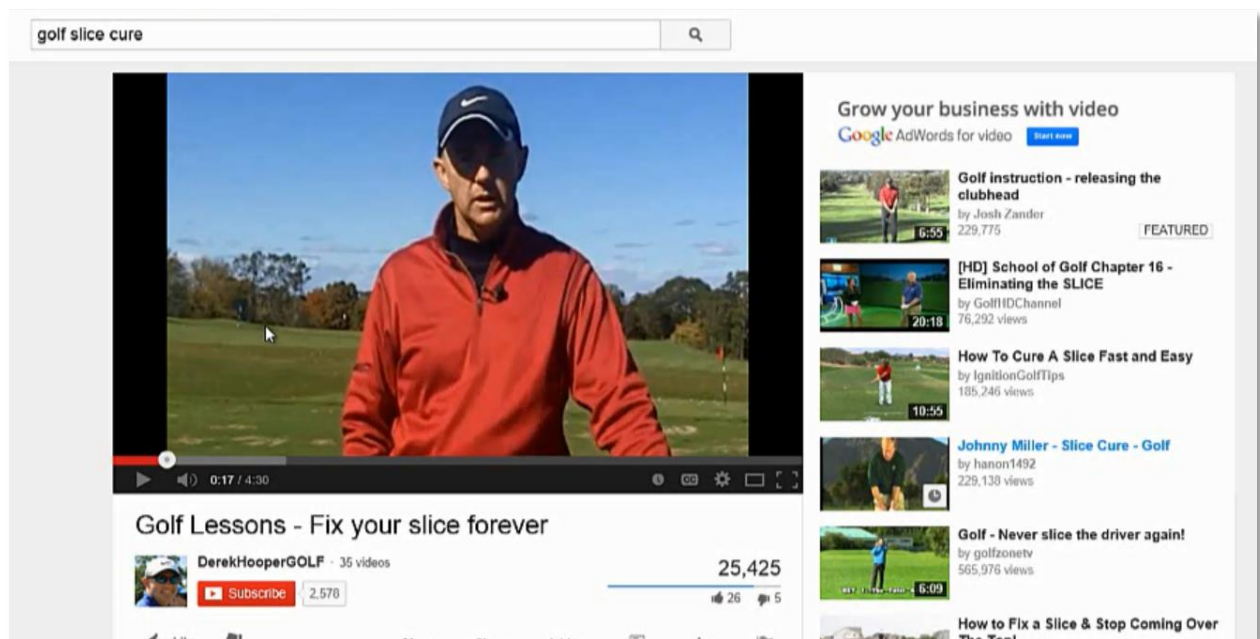 golf slice cure
0:17 / 4:30
CC
Golf Lessons - Fix your slice forever
DerekHooperGOLF · 35 videos
Subscribe 2,578
25,425
26 5
Grow your business with video
Google AdWords for video Start now
Golf instruction - releasing the
clubhead
by Josh Zander
229,775
FEATURED
6:55
[HD] School of Golf Chapter 16 -
Eliminating the SLICE
by GolfHDChannel
76,292 views
20:18
How To Cure A Slice Fast and Easy
by IgnitionGolfTips
185,246 views
10:55
Johnny Miller - Slice Cure - Golf
by hanon1492
229,138 views
Golf - Never slice the driver again!
by golfzonetv
565,976 views
6:09
How to Fix a Slice & Stop Coming Over
The Top!